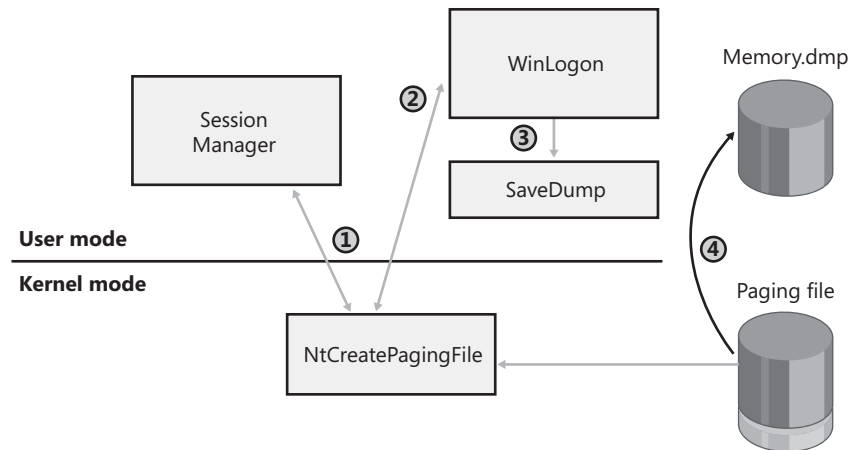 WinLogon
Memory.dmp
Session
Manager
2
3
SaveDump
User mode
1
4
Kernel mode
Paging file
NtCreatePagingFile